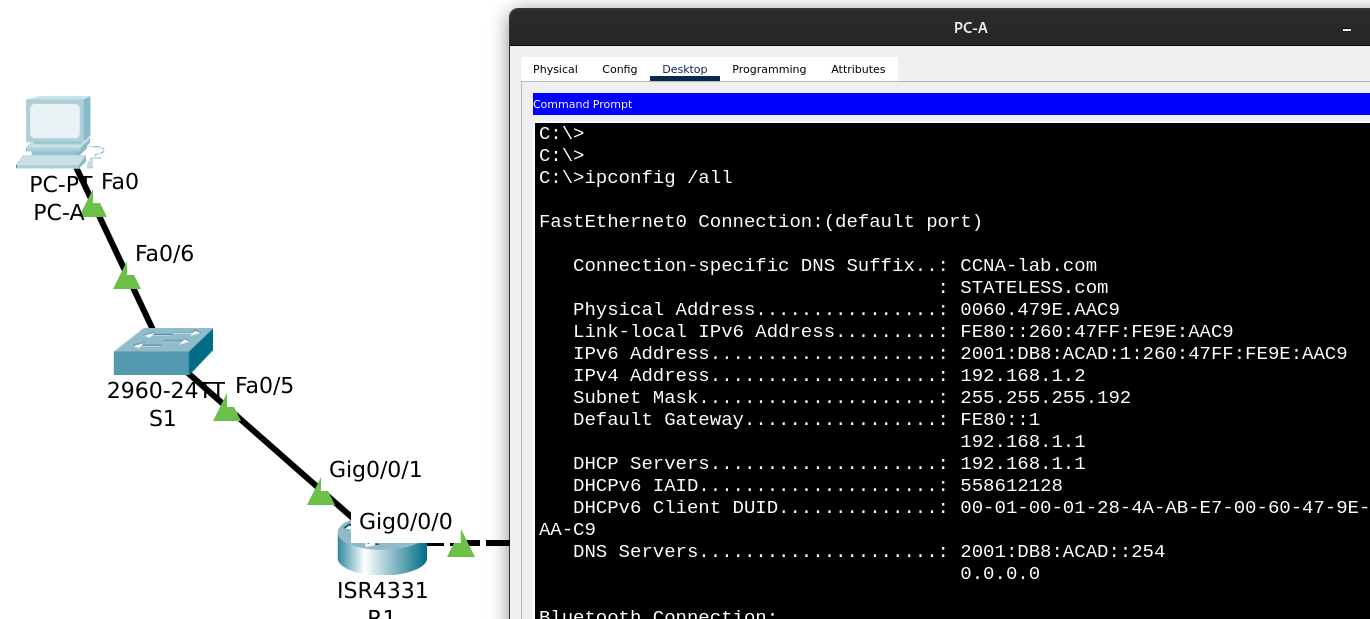 PC-PT
PC-A
Fa0
Fa0/6
2960-24TT
S1
Fa0/5
Gig0/0/1
Gig0/0/0
ISR4331
R1
PC-A
Physical Config Desktop Programming Attributes
Command Prompt
C:\>
C:\>
C:\>ipconfig /all
FastEthernet0 Connection:(default port)
Connection-specific DNS Suffix..: CCNA-lab.com
: STATELESS.com
Physical Address................: 0060.479E.AAC9
Link-local IPv6 Address.........: FE80::260:47FF:FE9E:AAC9
IPv6 Address....................: 2001:DB8:ACAD:1:260:47FF:FE9E:AAC9
IPv4 Address....................: 192.168.1.2
Subnet Mask.....................: 255.255.255.192
Default Gateway.................: FE80::1
192.168.1.1
DHCP Servers....................: 192.168.1.1
DHCPv6 IAID.....................: 558612128
DHCPv6 Client DUID..............: 00-01-00-01-28-4A-AB-E7-00-60-47-9E-
AA-C9
DNS Servers.....................: 2001:DB8:ACAD::254
0.0.0.0
Bluetooth Connection: